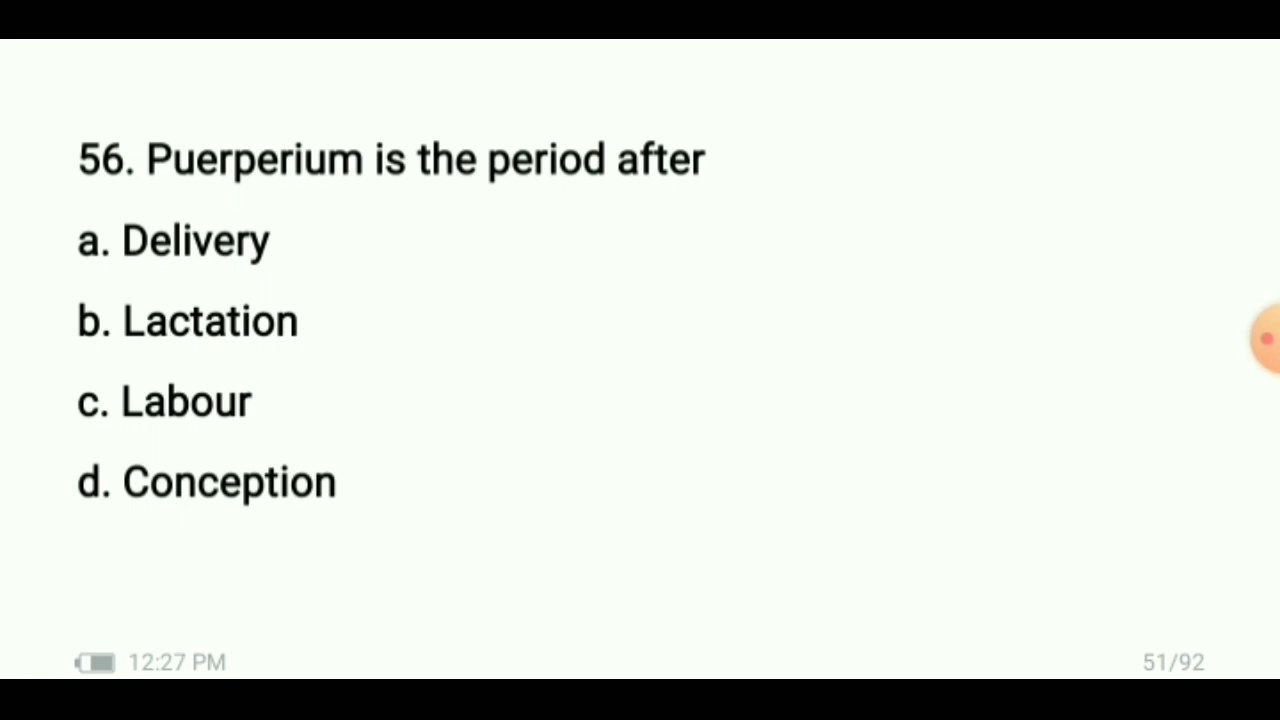 56. Puerperium is the period after
a. Delivery
b. Lactation
c. Labour
d. Conception
12:27 PM
51/92